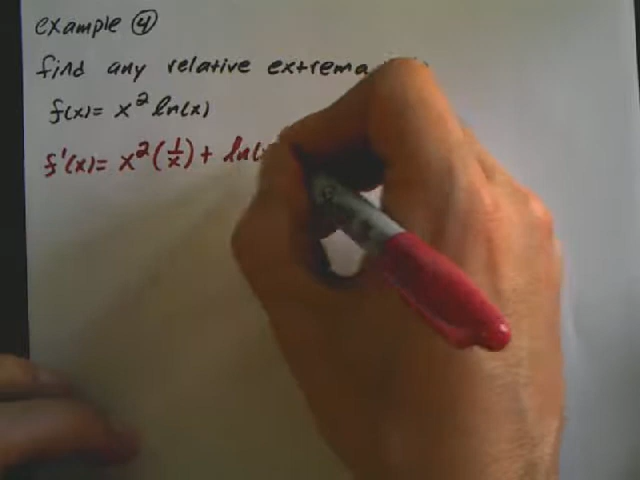 example ④
find any relative extrema
f(x)= x² ln(x)
f'(x)= x²(1/x) + ln(